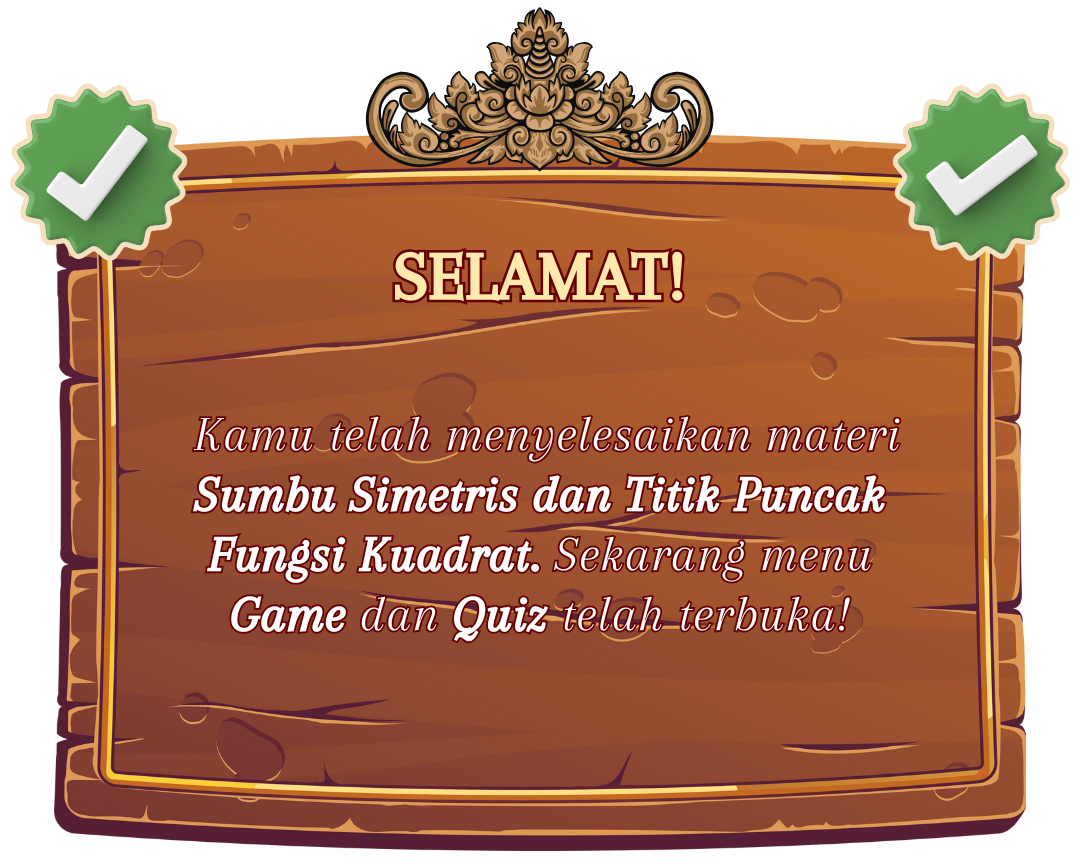 SELAMAT!
Kamu telah menyelesaikan materi
Sumbu Simetris dan Titik Puncak
Fungsi Kuadrat. Sekarang menu
Game dan Quiz telah terbuka!